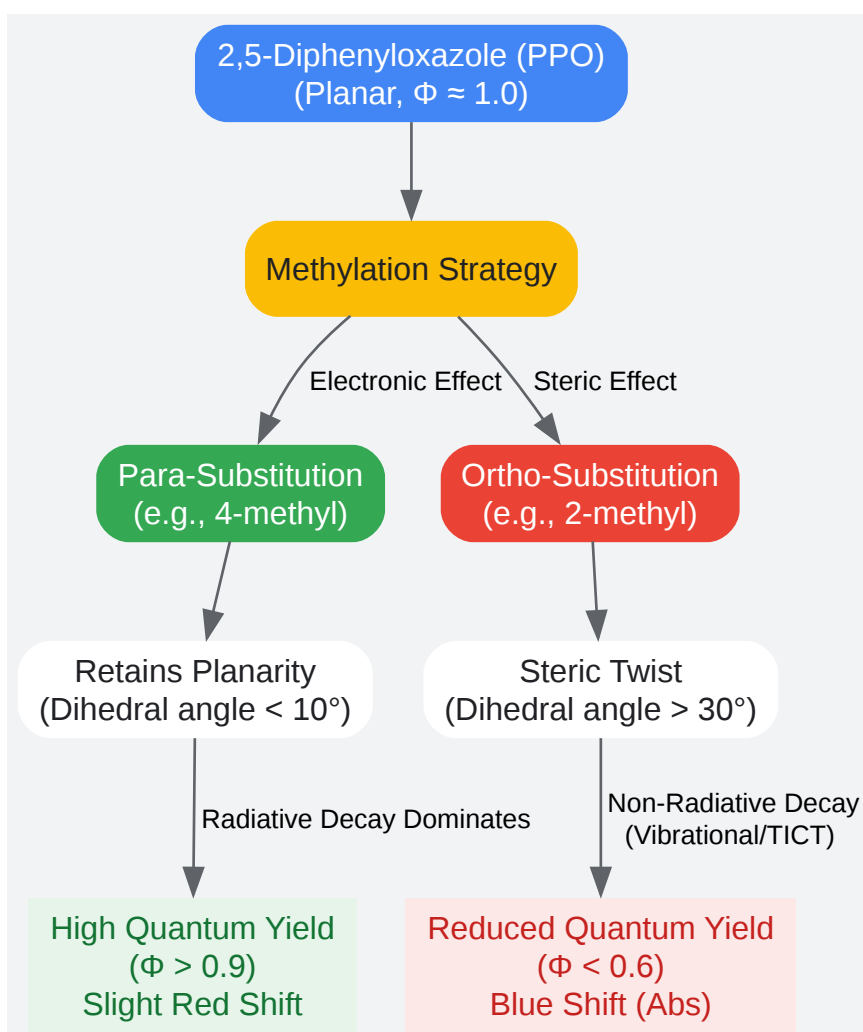 2,5-Diphenyloxazole (PPO)
(Planar, Φ ≈ 1.0)
Methylation Strategy
Electronic Effect
Steric Effect
Para-Substitution
(e.g., 4-methyl)
Ortho-Substitution
(e.g., 2-methyl)
Retains Planarity
(Dihedral angle < 10°)
Steric Twist
(Dihedral angle > 30°)
Radiative Decay Dominates
Non-Radiative Decay
(Vibrational/TICT)
High Quantum Yield
(Φ > 0.9)
Slight Red Shift
Reduced Quantum Yield
(Φ < 0.6)
Blue Shift (Abs)